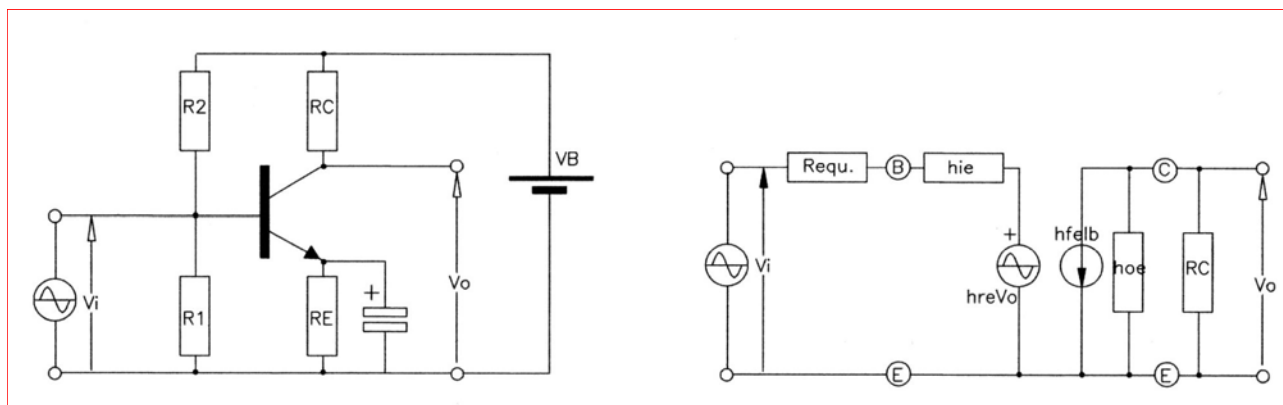 R2
RC
VB
Vi
R1
RE
+
Vo
Vi
Requ.
B
hie
+
hreVo
hfeIb
hoe
C
RC
Vo
E
E